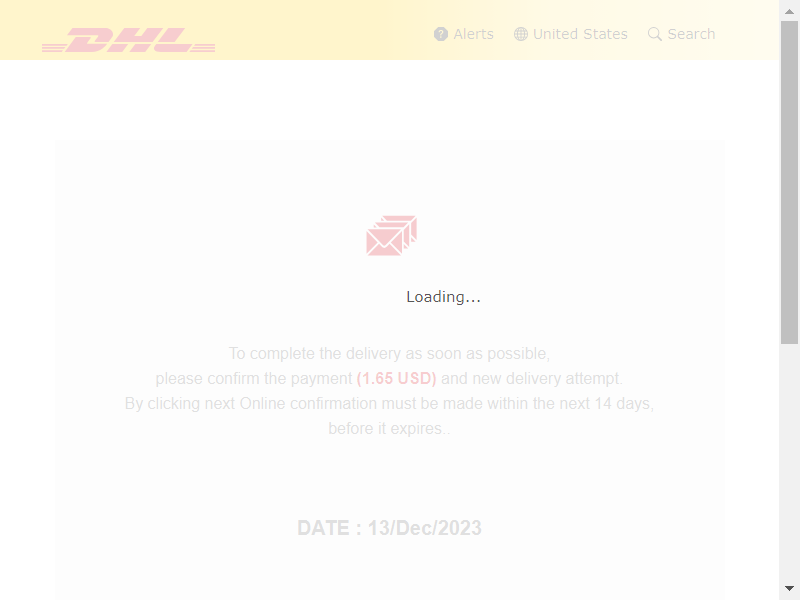 DHL
Alerts United States Search
Loading...
To complete the delivery as soon as possible,
please confirm the payment (1.65 USD) and new delivery attempt.
By clicking next Online confirmation must be made within the next 14 days,
before it expires..
DATE : 13/Dec/2023